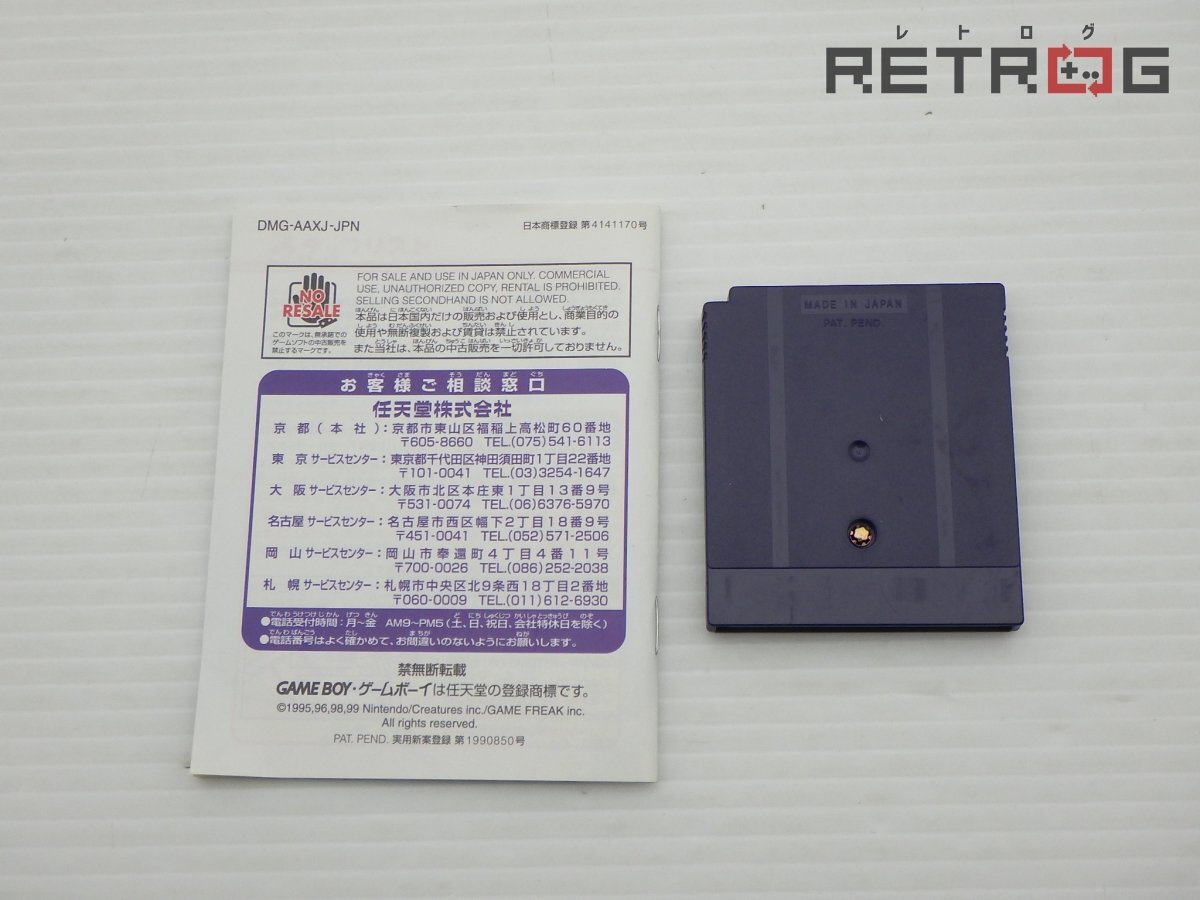 レトログ
RETROG
DMG-AAXJ-JPN
日本商標登録 第4141170号
NO
RESALE
このマークは、無承諾での
ゲームソフトの中古販売を
禁止するマークです。
FOR SALE AND USE IN JAPAN ONLY. COMMERCIAL
USE, UNAUTHORIZED COPY, RENTAL IS PROHIBITED.
SELLING SECONDHAND IS NOT ALLOWED.
本品は日本国内だけの販売および使用とし、商業目的の
使用や無断複製および賃貸は禁止されています。
また当社は、本品の中古販売を一切許可しておりません。
お客様ご相談窓口
任天堂株式会社
京都(本社):京都市東山区福稲上高松町60番地
〒605-8660 TEL.(075)541-6113
東京サービスセンター:東京都千代田区神田須田町1丁目22番地
〒101-0041 TEL.(03)3254-1647
大阪サービスセンター:大阪市北区本庄東1丁目13番9号
〒531-0074 TEL.(06)6376-5970
名古屋サービスセンター:名古屋市西区幅下2丁目18番9号
〒451-0041 TEL.(052)571-2506
岡山サービスセンター:岡山市奉還町4丁目4番11号
〒700-0026 TEL.(086)252-2038
札幌サービスセンター:札幌市中央区北9条西18丁目2番地
〒060-0009 TEL.(011)612-6930
●電話受付時間:月~金 AM9~PM5(土、日、祝日、会社特休日を除く)
●電話番号はよく確かめて、お間違いのないようにお願いします。
禁無断転載
GAME BOY・ゲームボーイは任天堂の登録商標です。
©1995,96,98,99 Nintendo/Creatures inc./GAME FREAK inc.
All rights reserved.
PAT. PEND. 実用新案登録 第1990850号
MADE IN JAPAN
PAT. PEND.